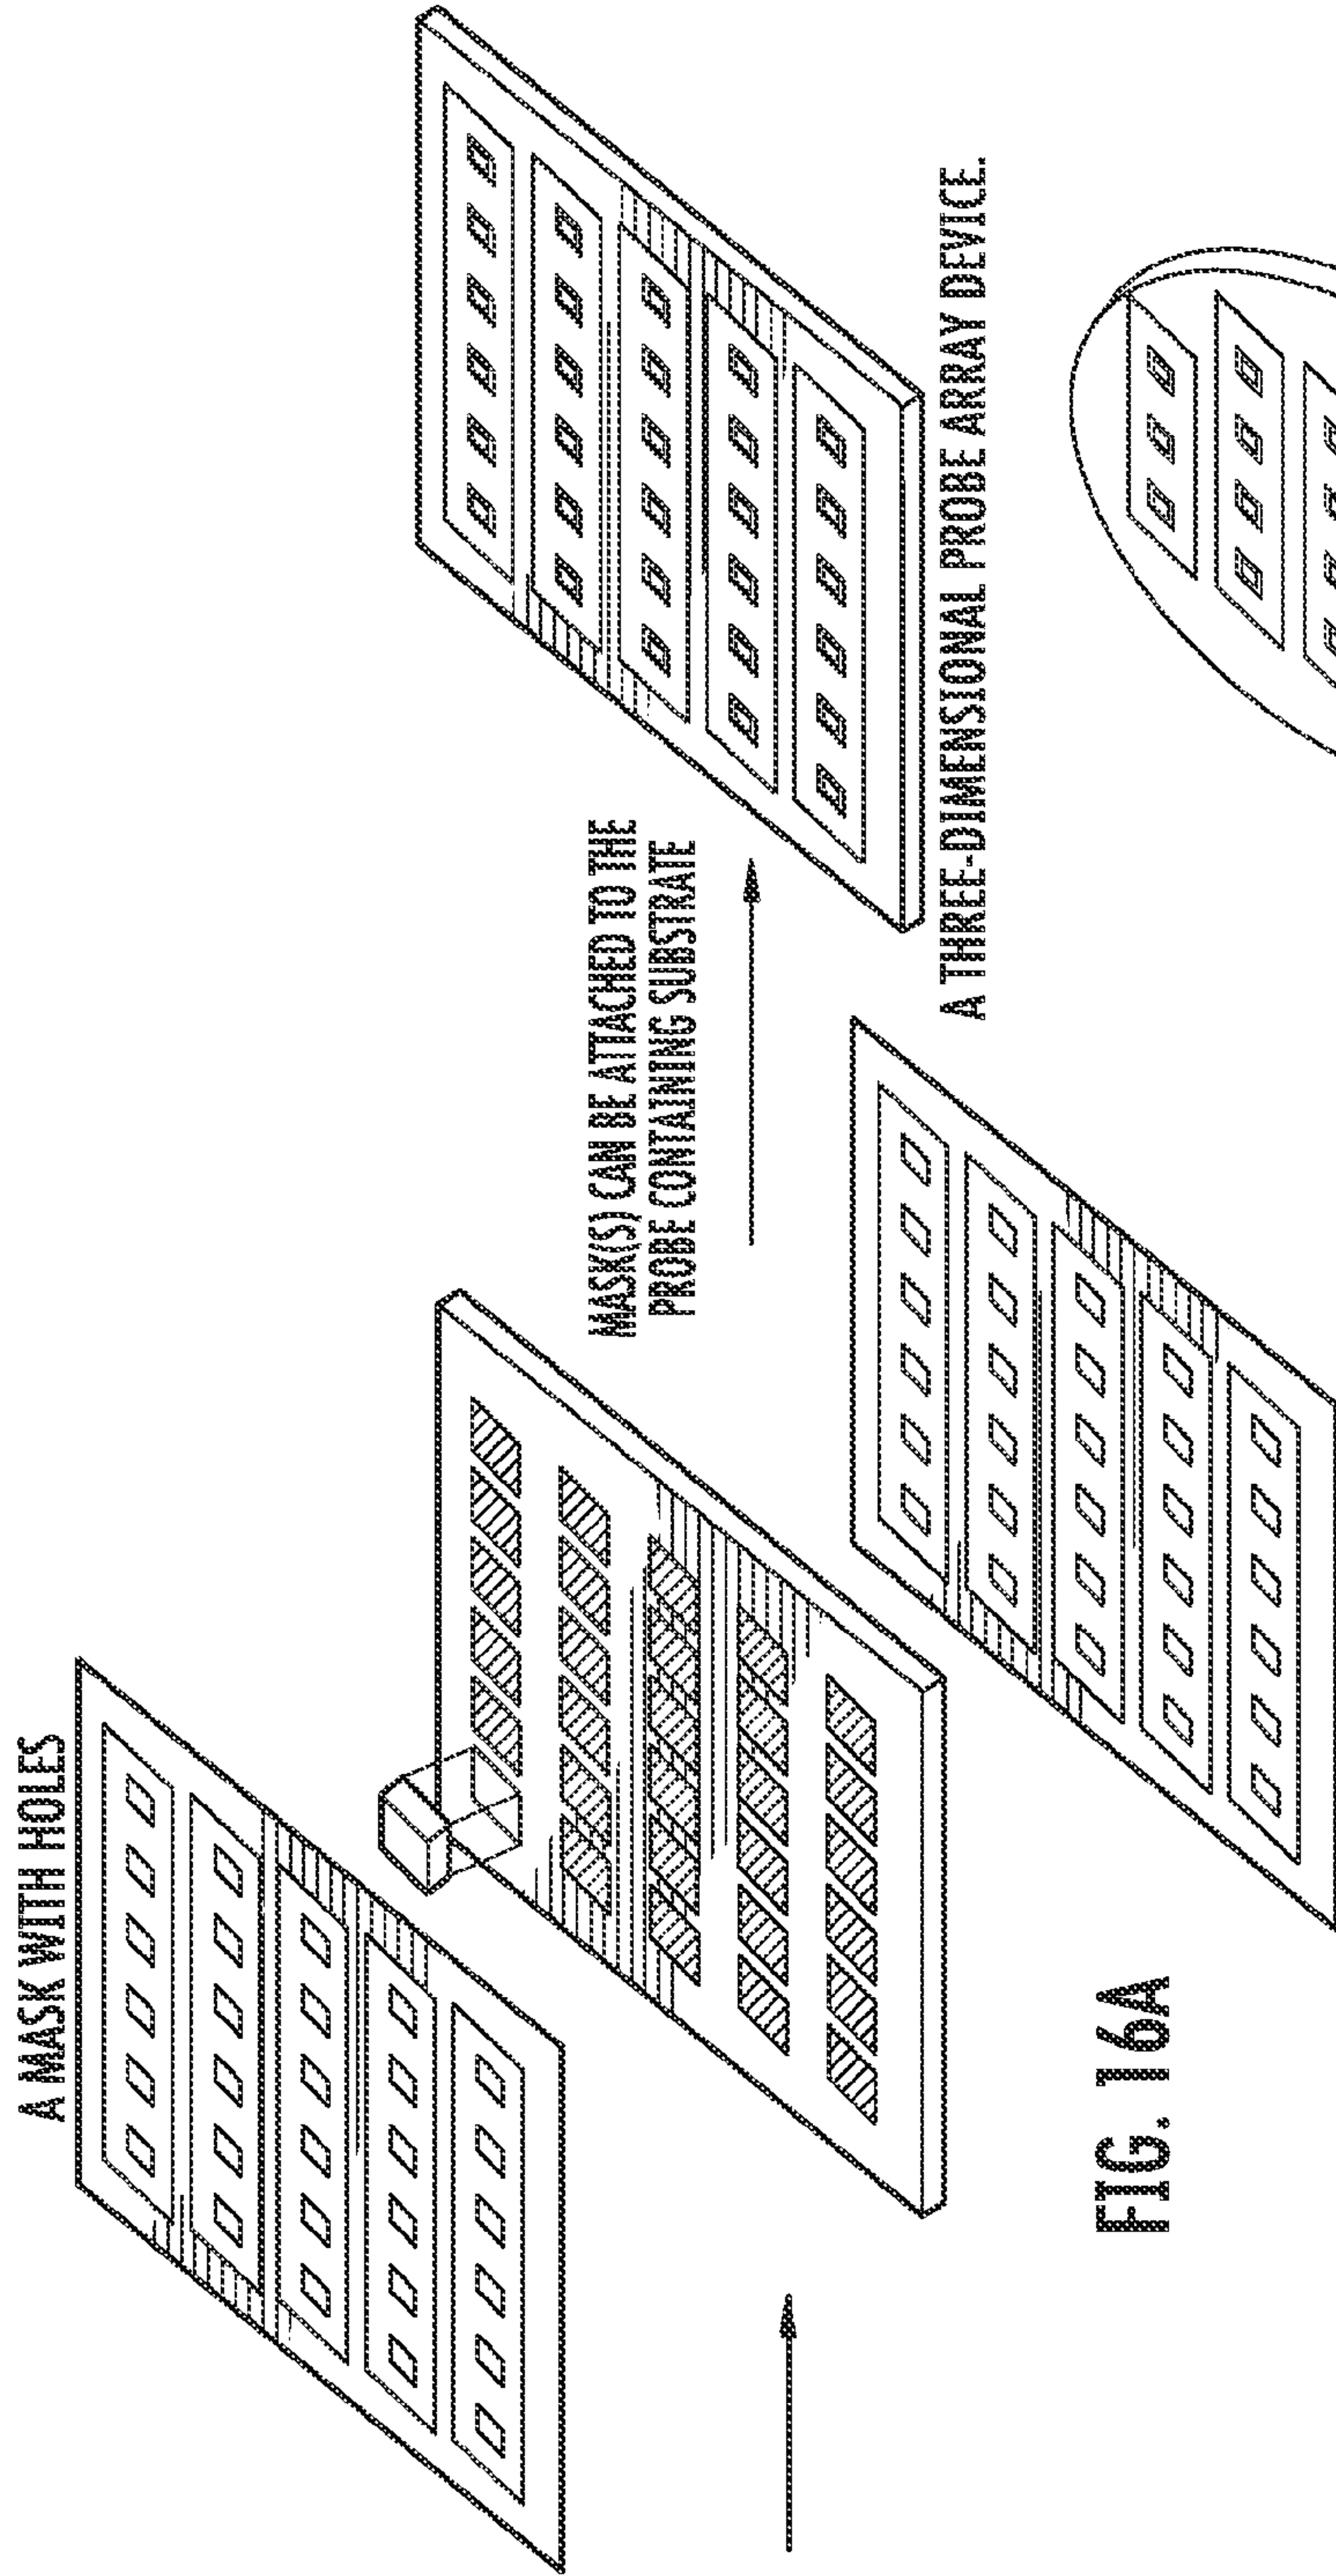 A MASK WITH HOLES
MASK(S) CAN BE ATTACHED TO THE
PROBE CONTAINING SUBSTRATE
A THREE-DIMENSIONAL PROBE ARRAY DEVICE.
FIG. 16A